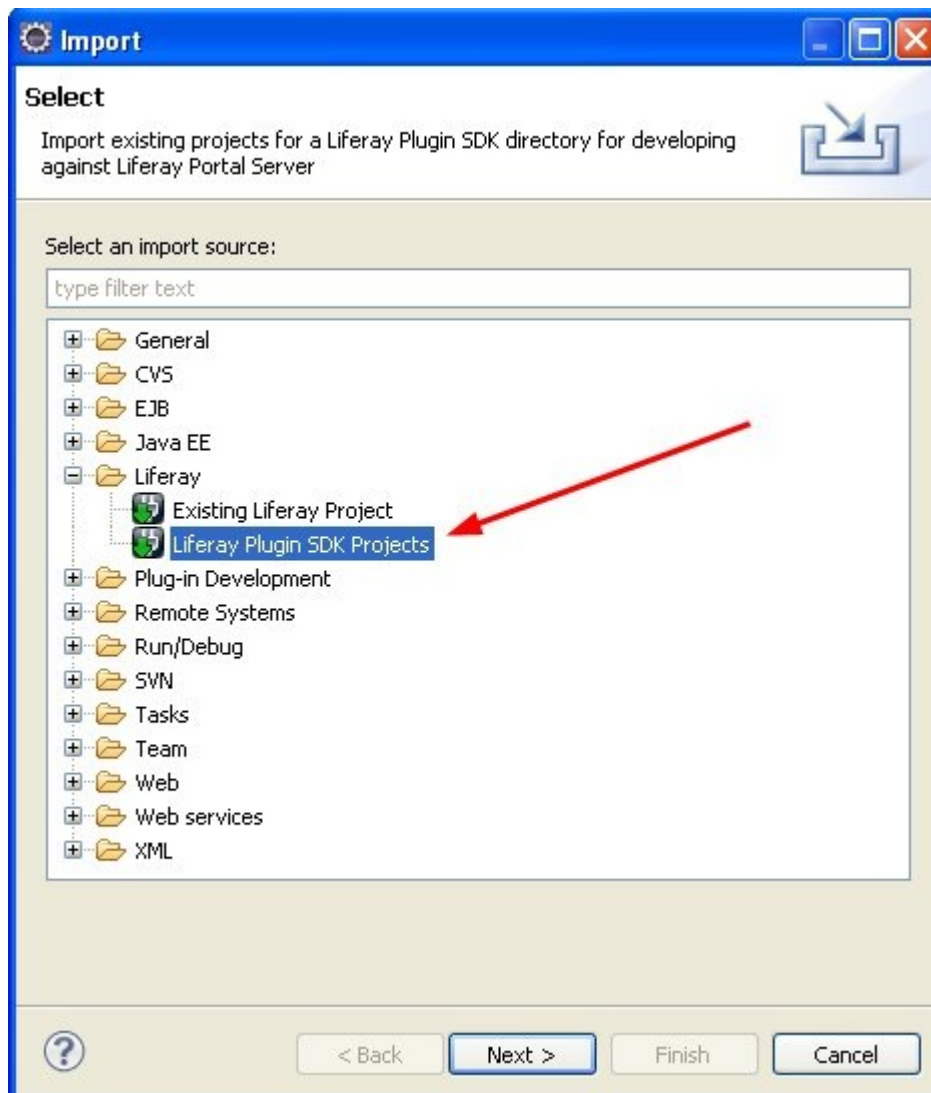 Import
Select
Import existing projects for a Liferay Plugin SDK directory for developing
against Liferay Portal Server
Select an import source:
type filter text
General
CVS
EJB
Java EE
Liferay
Existing Liferay Project
Liferay Plugin SDK Projects
Plug-in Development
Remote Systems
Run/Debug
SVN
Tasks
Team
Web
Web services
XML
? < Back Next > Finish Cancel